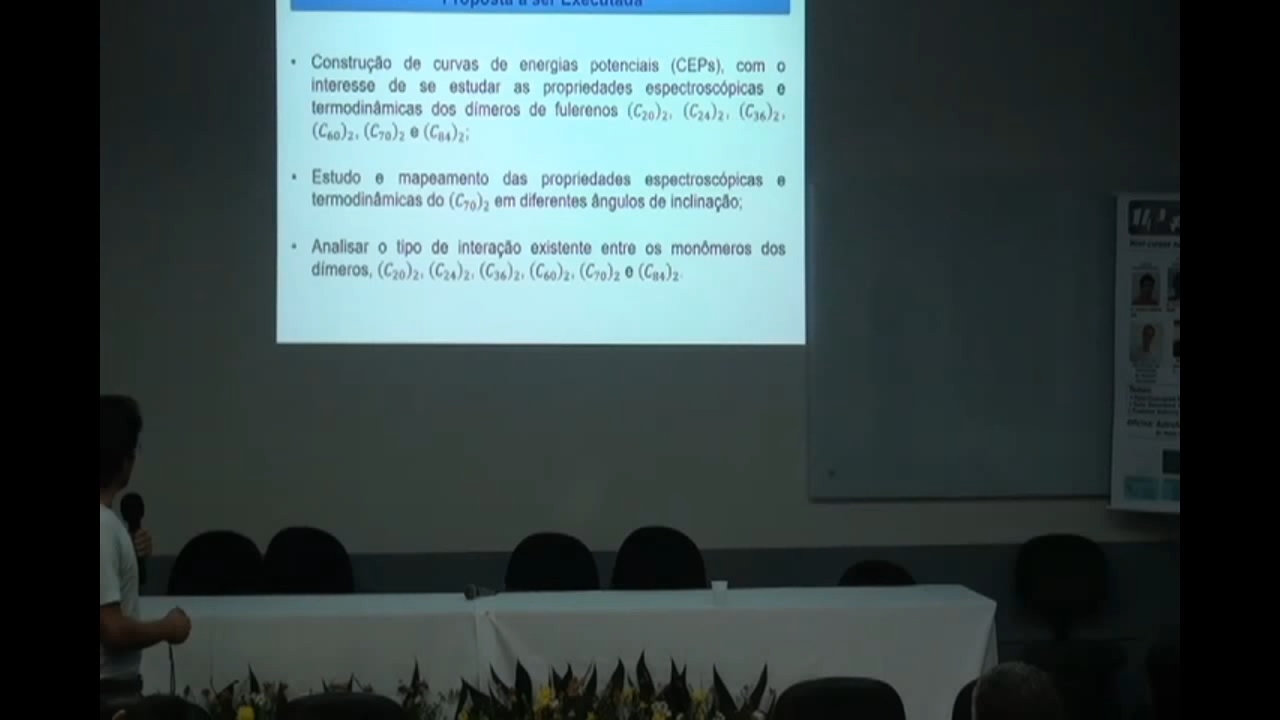 Proposta a ser Executada
• Construção de curvas de energias potenciais (CEPs), com o
interesse de se estudar as propriedades espectroscópicas e
termodinâmicas dos dímeros de fulerenos (C₂₀)₂, (C₂₄)₂, (C₃₆)₂,
(C₆₀)₂, (C₇₀)₂ e (C₈₄)₂;
• Estudo e mapeamento das propriedades espectroscópicas e
termodinâmicas do (C₇₀)₂ em diferentes ângulos de inclinação;
• Analisar o tipo de interação existente entre os monômeros dos
dímeros, (C₂₀)₂, (C₂₄)₂, (C₃₆)₂, (C₆₀)₂, (C₇₀)₂ e (C₈₄)₂.